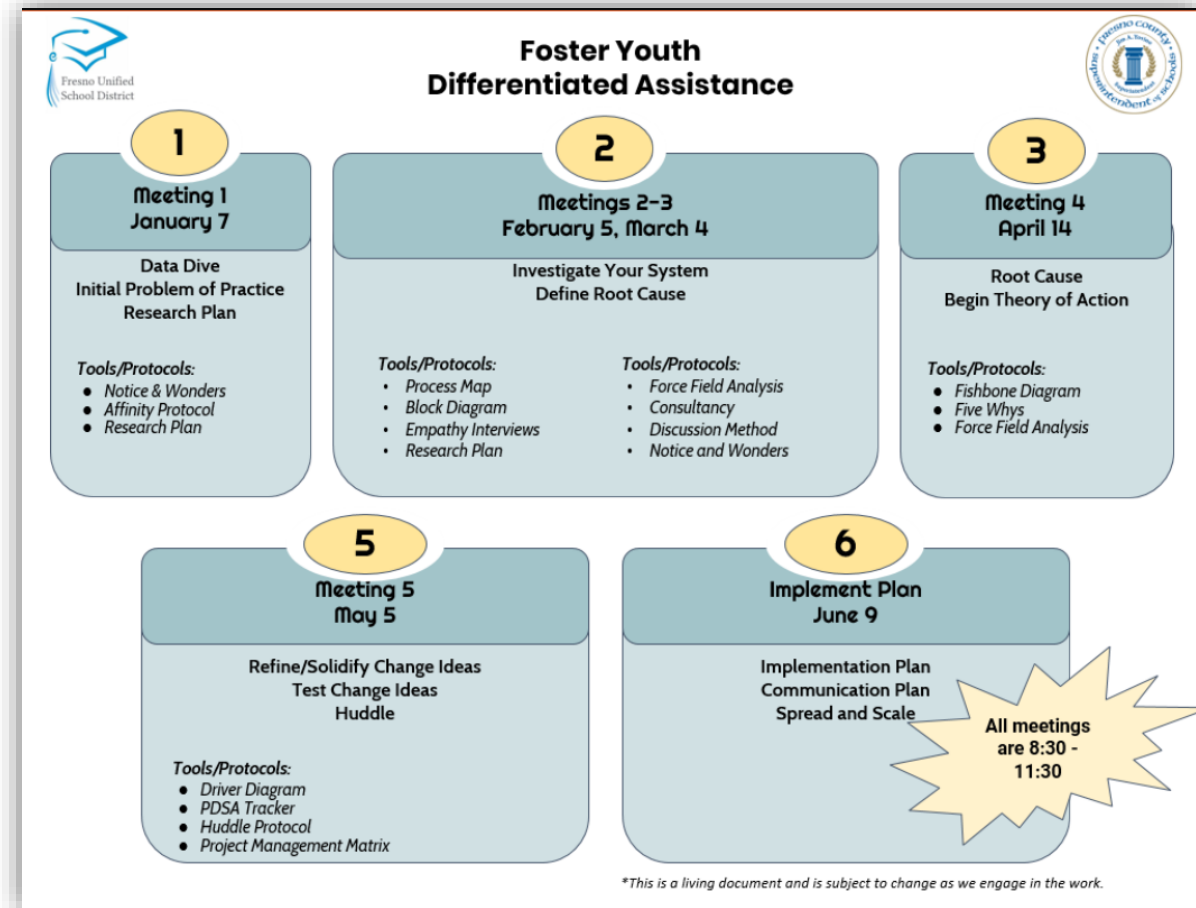 Fresno Unified
School District
Foster Youth
Differentiated Assistance
Fresno County
Superintendent of Schools
Superintendent
1
Meeting 1
January 7
Data Dive
Initial Problem of Practice
Research Plan
Tools/Protocols:
● Notice & Wonders
● Affinity Protocol
● Research Plan
2
Meetings 2-3
February 5, March 4
Investigate Your System
Define Root Cause
Tools/Protocols:
• Process Map
• Block Diagram
• Empathy Interviews
• Research Plan
Tools/Protocols:
• Force Field Analysis
• Consultancy
• Discussion Method
• Notice and Wonders
3
Meeting 4
April 14
Root Cause
Begin Theory of Action
Tools/Protocols:
● Fishbone Diagram
● Five Whys
● Force Field Analysis
5
Meeting 5
May 5
Refine/Solidify Change Ideas
Test Change Ideas
Huddle
Tools/Protocols:
● Driver Diagram
● PDSA Tracker
● Huddle Protocol
● Project Management Matrix
6
Implement Plan
June 9
Implementation Plan
Communication Plan
Spread and Scale
All meetings
are 8:30 -
11:30
*This is a living document and is subject to change as we engage in the work.